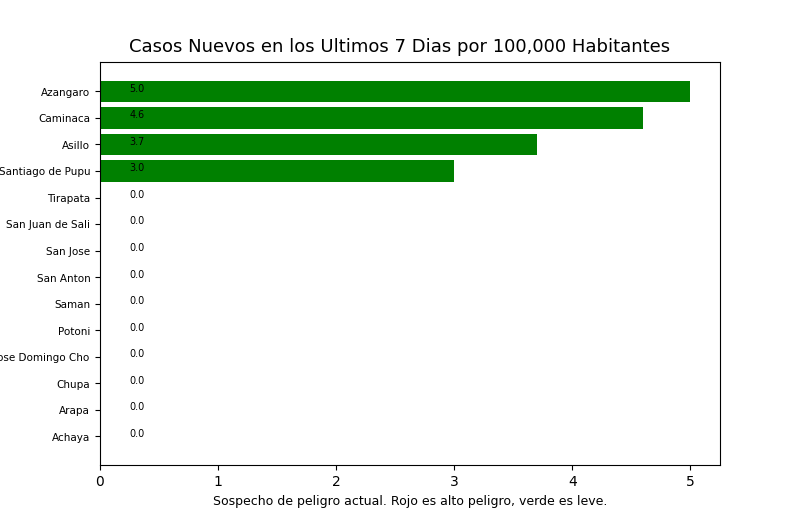 Casos Nuevos en los Ultimos 7 Dias por 100,000 Habitantes
Azangaro 5.0
Caminaca 4.6
Asillo 3.7
Santiago de Pupu 3.0
Tirapata 0.0
San Juan de Sali 0.0
San Jose 0.0
San Anton 0.0
Saman 0.0
Potoni 0.0
ose Domingo Cho 0.0
Chupa 0.0
Arapa 0.0
Achaya 0.0
0 1 2 3 4 5
Sospecho de peligro actual. Rojo es alto peligro, verde es leve.